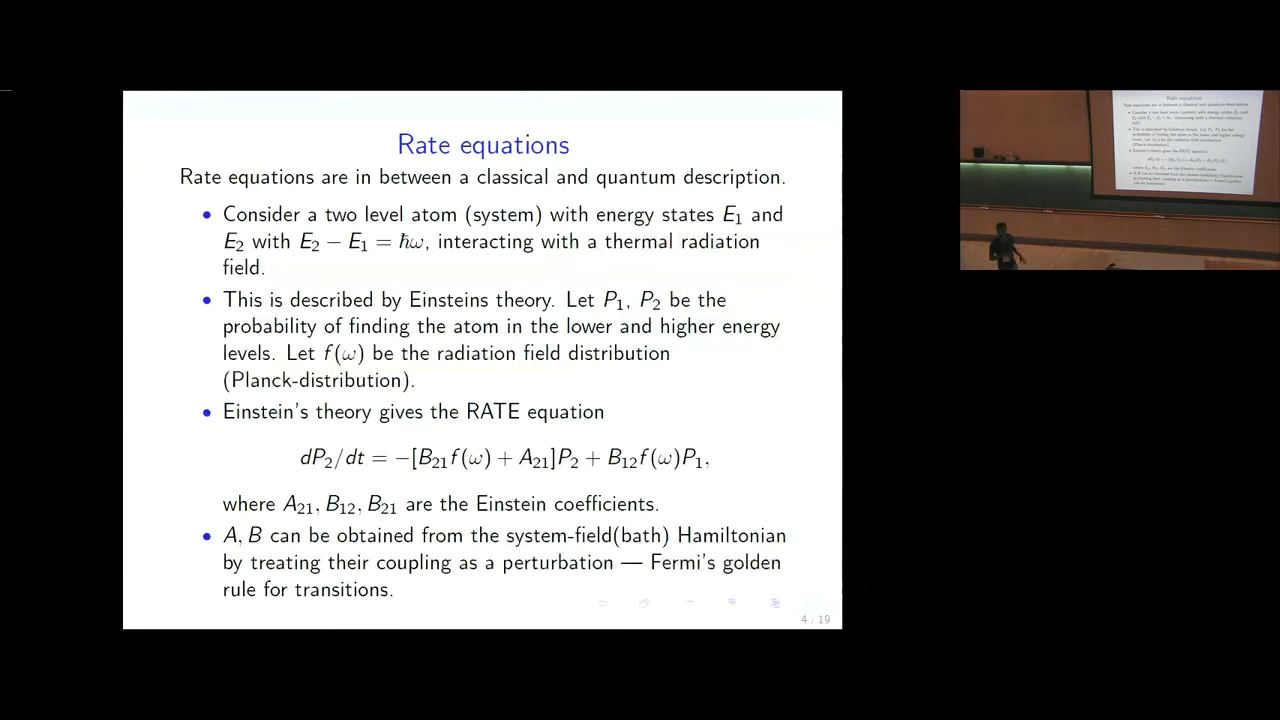 Rate equations
Rate equations are in between classical and quantum description.
• Consider a two level atom (system) with energy states E₁ and
E₂ with E₂ − E₁ = ℏω, interacting with a thermal radiation
field.
• This is described by Einsteins theory. Let P₁, P₂ be the
probability of finding the atom in the lower and higher energy
levels. Let f(ω) be the radiation field distribution
(Planck-distribution).
• Einstein's theory gives the RATE equation
dP₂/dt = −[B₂₁f(ω) + A₂₁]P₂ + B₁₂f(ω)P₁,
where A₂₁, B₁₂, B₂₁ are the Einstein coefficients.
• A, B can be obtained from the system-field(bath) Hamiltonian
by treating their coupling as a perturbation — Fermi's golden
rule for transitions.
4 / 19
Rate equations